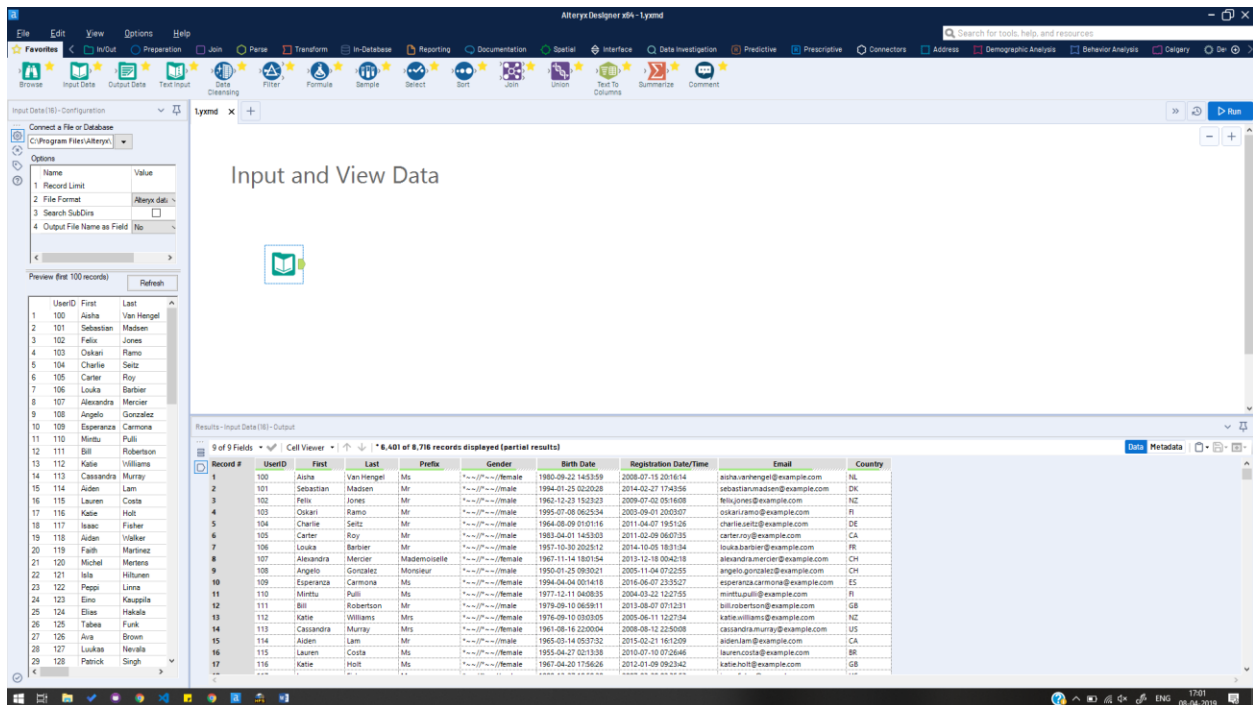 Alteryx Designer x64 - 1.yxmd
File Edit View Options Help
Search for tools, help, and resources
Favorites In/Out Preparation Join Parse Transform In-Database Reporting Documentation Spatial Interface Data Investigation Predictive Prescriptive Connectors Address Demographic Analysis Behavior Analysis Calgary
Browse Input Data Output Data Text Input Data Cleansing Filter Formula Sample Select Sort Join Union Text To Columns Summarize Comment
Input Data (16) - Configuration
1.yxmd
Run
Connect a File or Database
C:\Program Files\Alteryx\
Options
Name Value
1 Record Limit
2 File Format Alteryx data
3 Search SubDirs
4 Output File Name as Field No
Input and View Data
Preview (first 100 records) Refresh
UserID First Last
1 100 Aisha Van Hengel
2 101 Sebastian Madsen
3 102 Felix Jones
4 103 Oskari Ramo
5 104 Charlie Seitz
6 105 Carter Roy
7 106 Louka Barbier
8 107 Alexandra Mercier
9 108 Angelo Gonzalez
10 109 Esperanza Carmona
11 110 Minttu Pulli
12 111 Bill Robertson
13 112 Katie Williams
14 113 Cassandra Murray
15 114 Aiden Lam
16 115 Lauren Costa
17 116 Katie Holt
18 117 Isaac Fisher
19 118 Aidan Walker
20 119 Faith Martinez
21 120 Michel Mertens
22 121 Isla Hiltunen
23 122 Peppi Linna
24 123 Eino Kauppila
25 124 Elias Hakala
26 125 Tabea Funk
27 126 Ava Brown
28 127 Luukas Nevala
29 128 Patrick Singh
Results - Input Data (16) - Output
9 of 9 Fields Cell Viewer * 6,401 of 8,716 records displayed (partial results) Data Metadata
Record # UserID First Last Prefix Gender Birth Date Registration Date/Time Email Country
1 100 Aisha Van Hengel Ms *~~//*~~//female 1980-09-22 14:53:59 2008-07-15 20:16:14 aisha.vanhengel@example.com NL
2 101 Sebastian Madsen Mr *~~//*~~//male 1994-01-25 02:20:28 2014-02-27 17:43:56 sebastian.madsen@example.com DK
3 102 Felix Jones Mr *~~//*~~//male 1962-12-23 15:23:23 2009-07-02 05:16:08 felix.jones@example.com NZ
4 103 Oskari Ramo Mr *~~//*~~//male 1995-07-08 06:25:34 2003-09-01 20:03:07 oskari.ramo@example.com FI
5 104 Charlie Seitz Mr *~~//*~~//male 1964-08-09 01:01:16 2011-04-07 19:51:26 charlie.seitz@example.com DE
6 105 Carter Roy Mr *~~//*~~//male 1983-04-01 14:53:03 2011-02-09 06:07:35 carter.roy@example.com CA
7 106 Louka Barbier Mr *~~//*~~//male 1957-10-30 20:25:12 2014-10-05 18:31:34 louka.barbier@example.com FR
8 107 Alexandra Mercier Mademoiselle *~~//*~~//female 1967-11-14 18:01:54 2013-12-18 00:42:18 alexandra.mercier@example.com CH
9 108 Angelo Gonzalez Monsieur *~~//*~~//male 1950-01-25 09:30:21 2005-11-04 07:22:55 angelo.gonzalez@example.com CH
10 109 Esperanza Carmona Ms *~~//*~~//female 1994-04-04 00:14:18 2016-06-07 23:35:27 esperanza.carmona@example.com ES
11 110 Minttu Pulli Ms *~~//*~~//female 1977-12-11 04:08:35 2004-03-22 12:27:55 minttu.pulli@example.com FI
12 111 Bill Robertson Mr *~~//*~~//male 1979-09-10 06:59:11 2013-08-07 07:12:31 bill.robertson@example.com GB
13 112 Katie Williams Mrs *~~//*~~//female 1976-09-10 03:03:05 2005-06-11 12:27:34 katie.williams@example.com NZ
14 113 Cassandra Murray Mrs *~~//*~~//female 1961-08-16 22:00:04 2008-08-12 22:50:08 cassandra.murray@example.com US
15 114 Aiden Lam Mr *~~//*~~//male 1965-03-14 05:37:32 2015-02-21 16:12:09 aiden.lam@example.com CA
16 115 Lauren Costa Ms *~~//*~~//female 1955-04-27 02:13:38 2010-07-10 07:26:46 lauren.costa@example.com BR
17 116 Katie Holt Ms *~~//*~~//female 1967-04-20 17:56:26 2012-01-09 09:23:42 katie.holt@example.com GB
ENG 17:01
08-04-2019